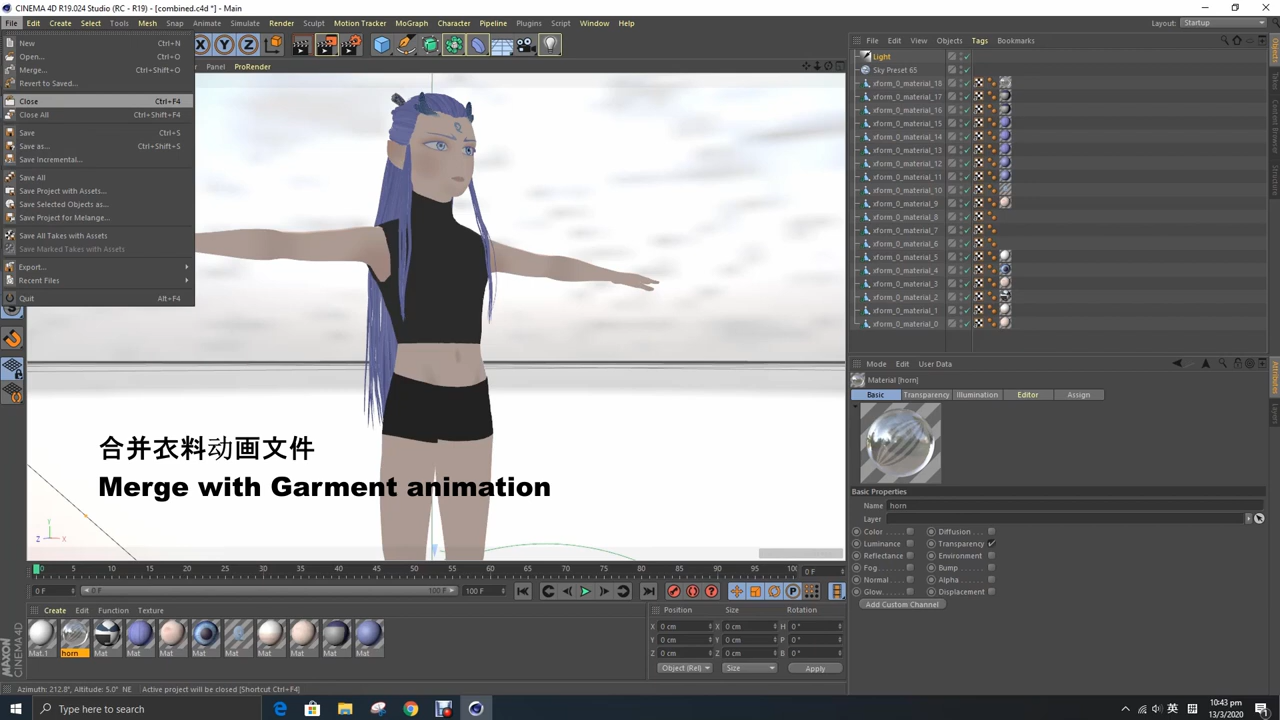 CINEMA 4D R19.024 Studio (RC - R19) - [combined.c4d *] - Main
File Edit Create Select Tools Mesh Snap Animate Simulate Render Sculpt Motion Tracker MoGraph Character Pipeline Plugins Script Window Help
Layout: Startup
New Ctrl+N
Open... Ctrl+O
Merge... Ctrl+Shift+O
Revert to Saved...
Close Ctrl+F4
Close All Ctrl+Shift+F4
Save Ctrl+S
Save as... Ctrl+Shift+S
Save Incremental...
Save All
Save Project with Assets...
Save Selected Objects as...
Save Project for Melange...
Save All Takes with Assets
Save Marked Takes with Assets
Export...
Recent Files
Quit Alt+F4
Panel ProRender
File Edit View Objects Tags Bookmarks
Light
Sky Preset 65
xform_0_material_18
xform_0_material_17
xform_0_material_16
xform_0_material_15
xform_0_material_14
xform_0_material_13
xform_0_material_12
xform_0_material_11
xform_0_material_10
xform_0_material_9
xform_0_material_8
xform_0_material_7
xform_0_material_6
xform_0_material_5
xform_0_material_4
xform_0_material_3
xform_0_material_2
xform_0_material_1
xform_0_material_0
Objects
Content Browser
Structure
Mode Edit User Data
Material [horn]
Basic Transparency Illumination Editor Assign
Attributes
Layers
Basic Properties
Name horn
Layer
Color Diffusion
Luminance Transparency
Reflectance Environment
Fog Bump
Normal Alpha
Glow Displacement
Add Custom Channel
合并衣料动画文件
Merge with Garment animation
Y
Z X
0 5 10 15 20 25 30 35 40 45 50 55 60 65 70 75 80 85 90 95 100 0 F
0 F 0 F 100 F 100 F
Create Edit Function Texture
Mat.1 horn Mat Mat Mat Mat Mat Mat Mat Mat Mat
Position Size Rotation
X 0 cm X 0 cm H 0 °
Y 0 cm Y 0 cm P 0 °
Z 0 cm Z 0 cm B 0 °
Object (Rel) Size Apply
MAXON CINEMA 4D
Azimuth: 212.8°, Altitude: 5.0° NE Active project will be closed [Shortcut Ctrl+F4]
Type here to search
英 拼
10:43 pm
13/3/2020